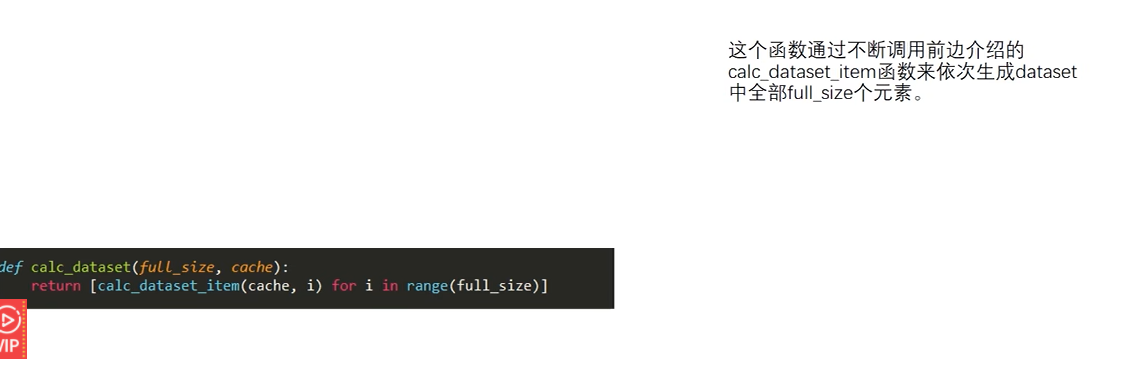 这个函数通过不断调用前边介绍的
calc_dataset_item函数来依次生成dataset
中全部full_size个元素。
def calc_dataset(full_size, cache):
return [calc_dataset_item(cache, i) for i in range(full_size)]
VIP